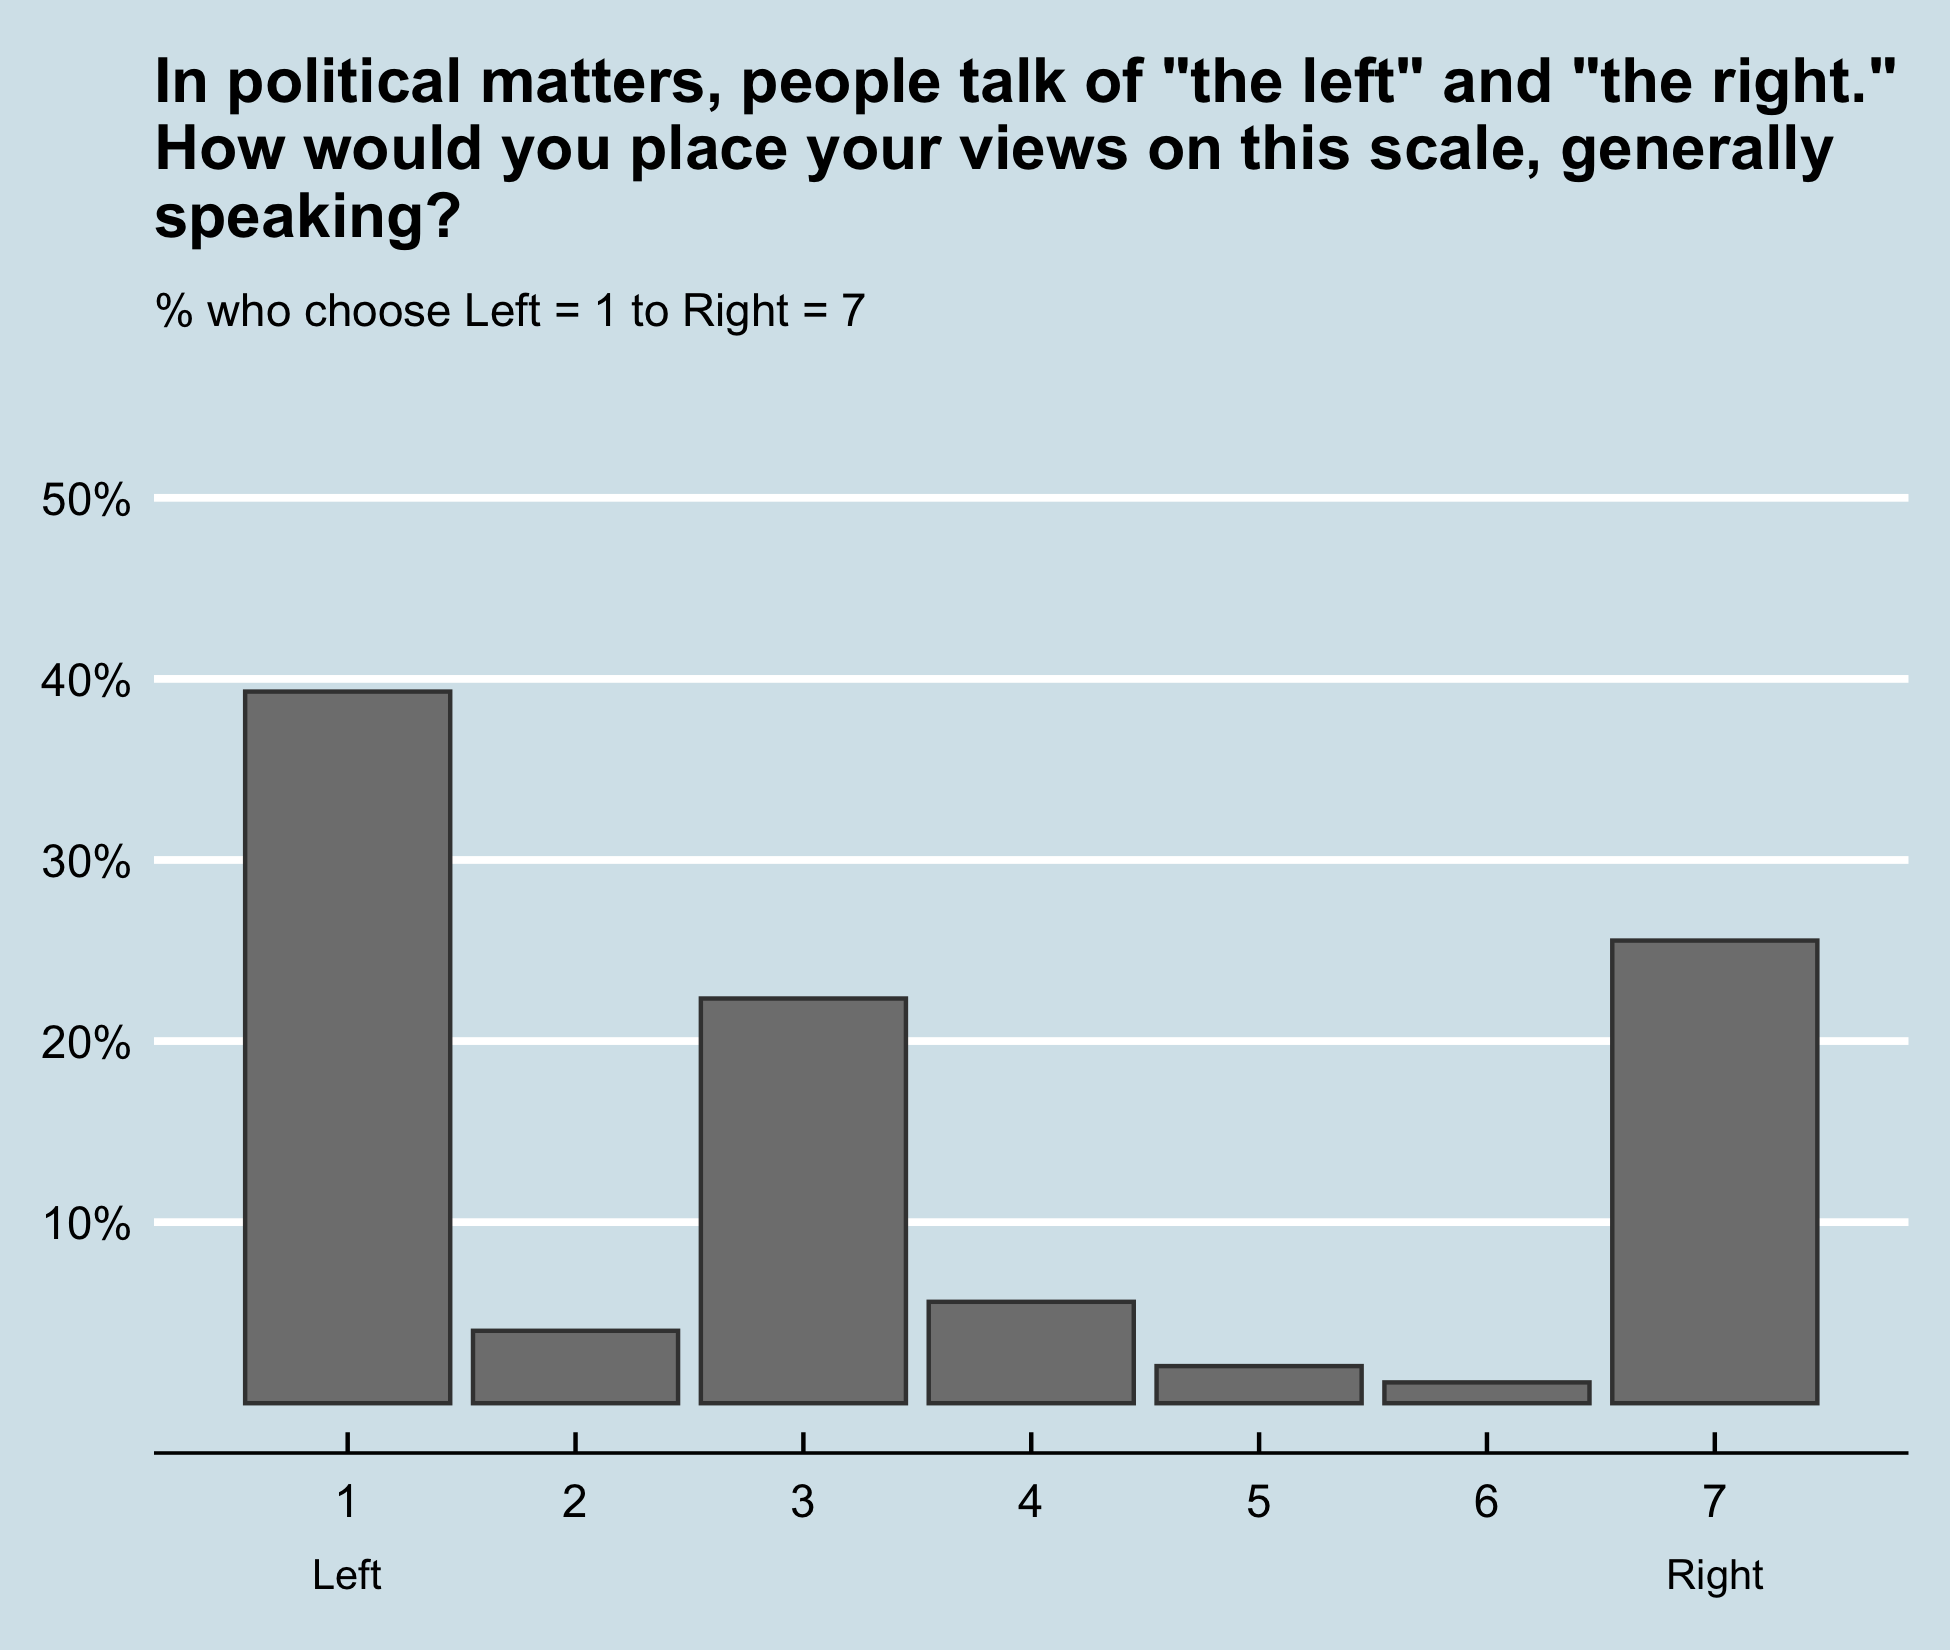 In political matters, people talk of "the left" and "the right."
How would you place your views on this scale, generally
speaking?
% who choose Left = 1 to Right = 7
50%
40%
30%
20%
10%
1 2 3 4 5 6 7
Left Right